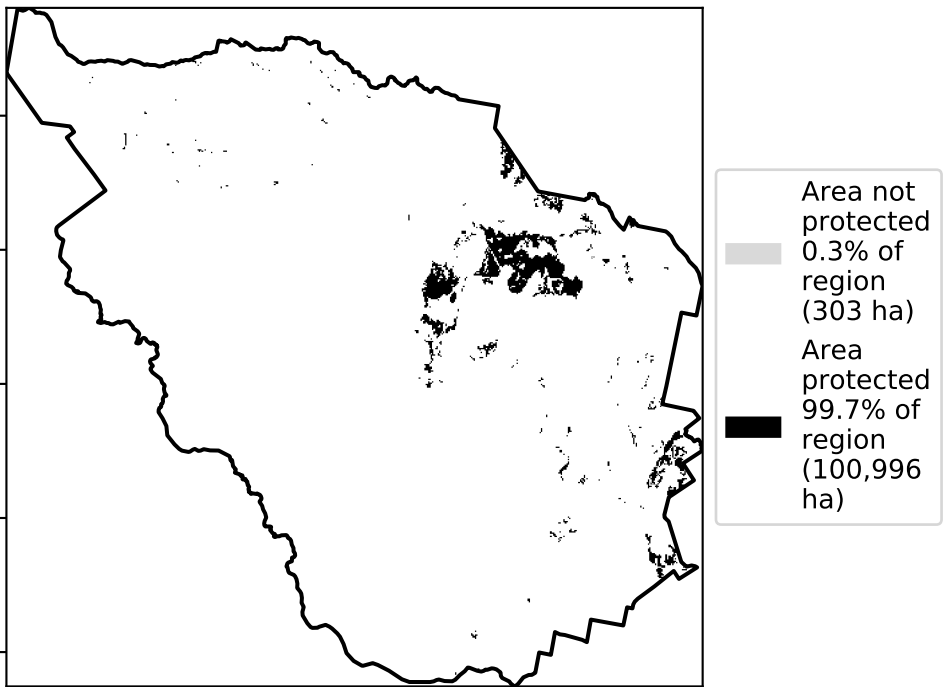 Area not
protected
0.3% of
region
(303 ha)
Area
protected
99.7% of
region
(100,996
ha)